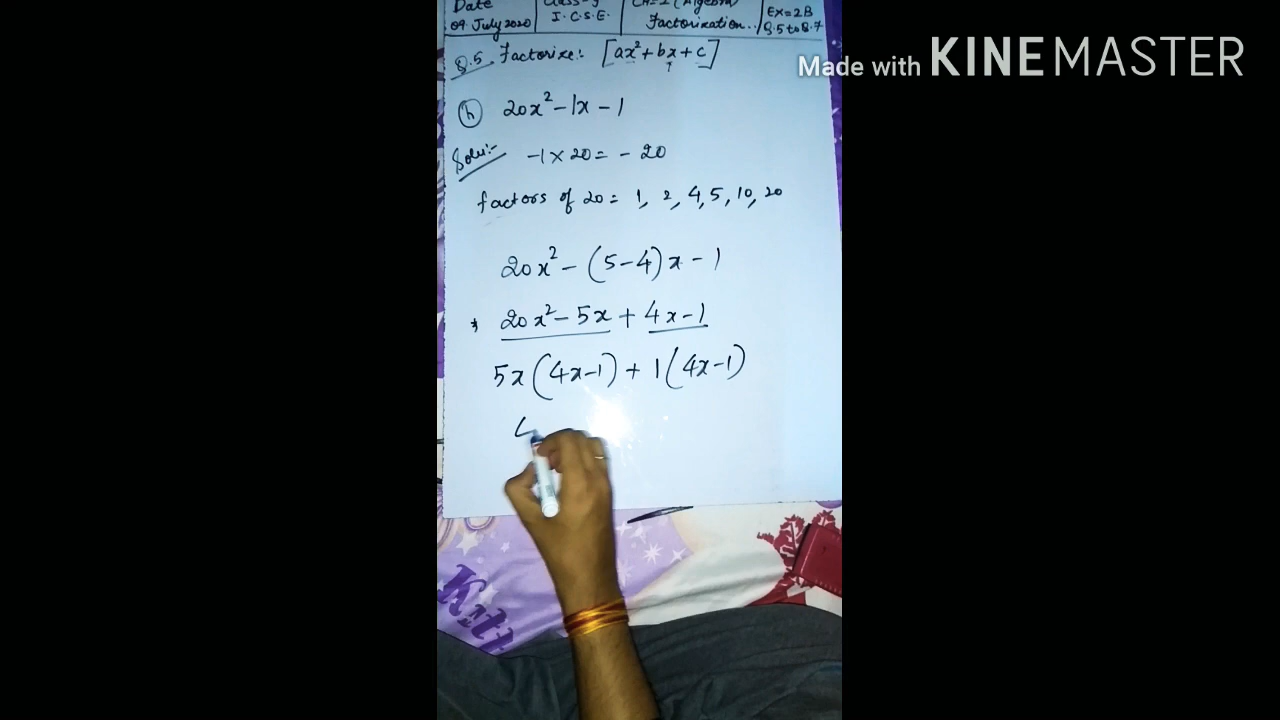 Date
09 July 2020
Class-9
I.C.S.E.
Factorization..
EX=2B
Q.5 to Q.7
Made with KINEMASTER
Q.5 Factorize:- [ax²+bx+c]
(h) 20x² - 1x - 1
Solu:- -1 × 20 = - 20
factors of 20 = 1, 2, 4, 5, 10, 20
20x² - (5-4)x - 1
* 20x² - 5x + 4x - 1
5x(4x-1) + 1(4x-1)
(